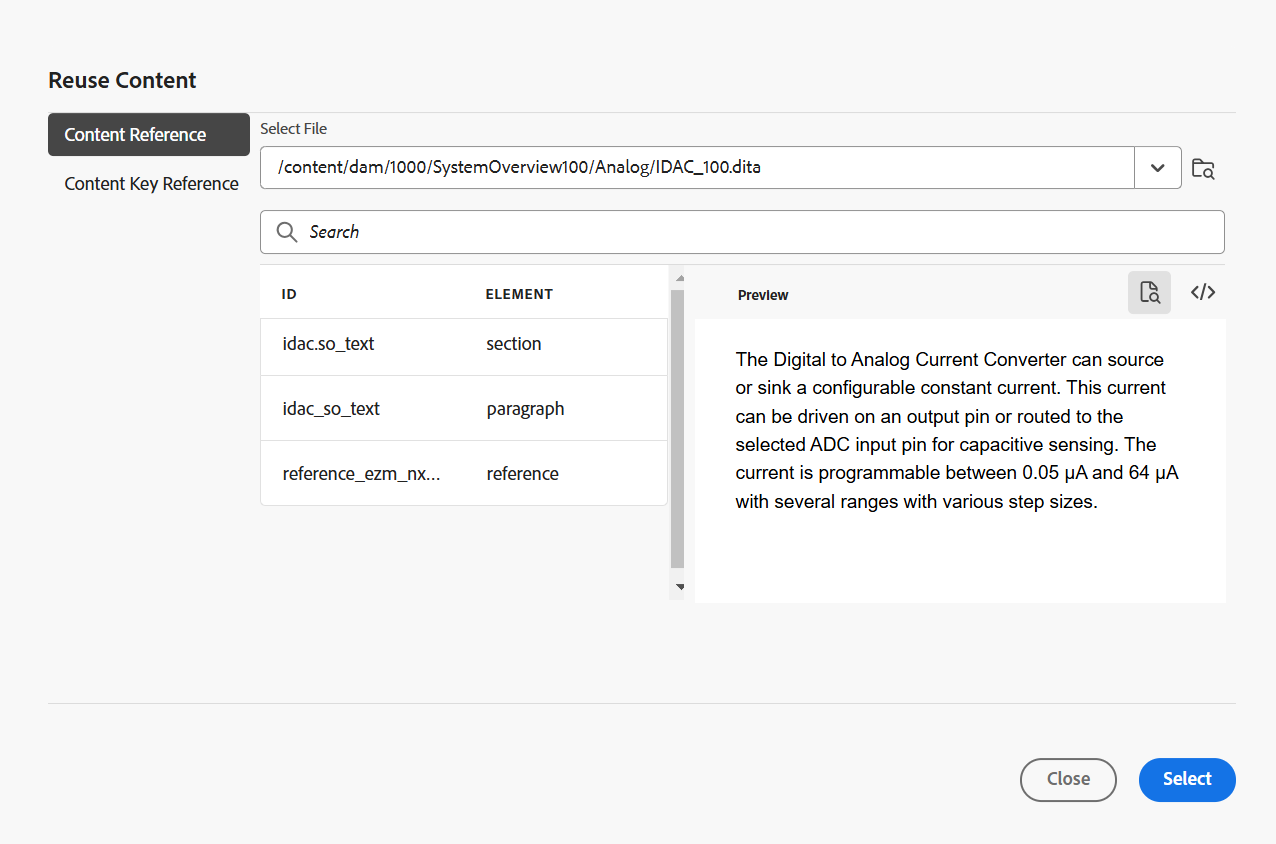 Reuse Content
Content Reference
Content Key Reference
Select File
/content/dam/1000/SystemOverview100/Analog/IDAC_100.dita
Search
ID ELEMENT
idac.so_text section
idac_so_text paragraph
reference_ezm_nx... reference
Preview
</>
The Digital to Analog Current Converter can source
or sink a configurable constant current. This current
can be driven on an output pin or routed to the
selected ADC input pin for capacitive sensing. The
current is programmable between 0.05 µA and 64 µA
with several ranges with various step sizes.
Close Select